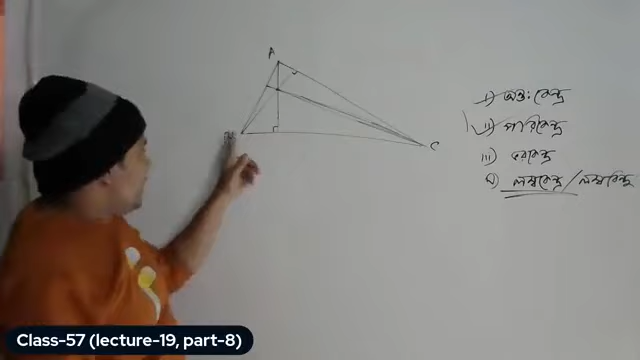 A
C
i) অন্তঃকেন্দ্র
ii) পরিকেন্দ্র
iii) ভরকেন্দ্র
iv) লম্বকেন্দ্র / লম্ববিন্দু
Class-57 (lecture-19, part-8)